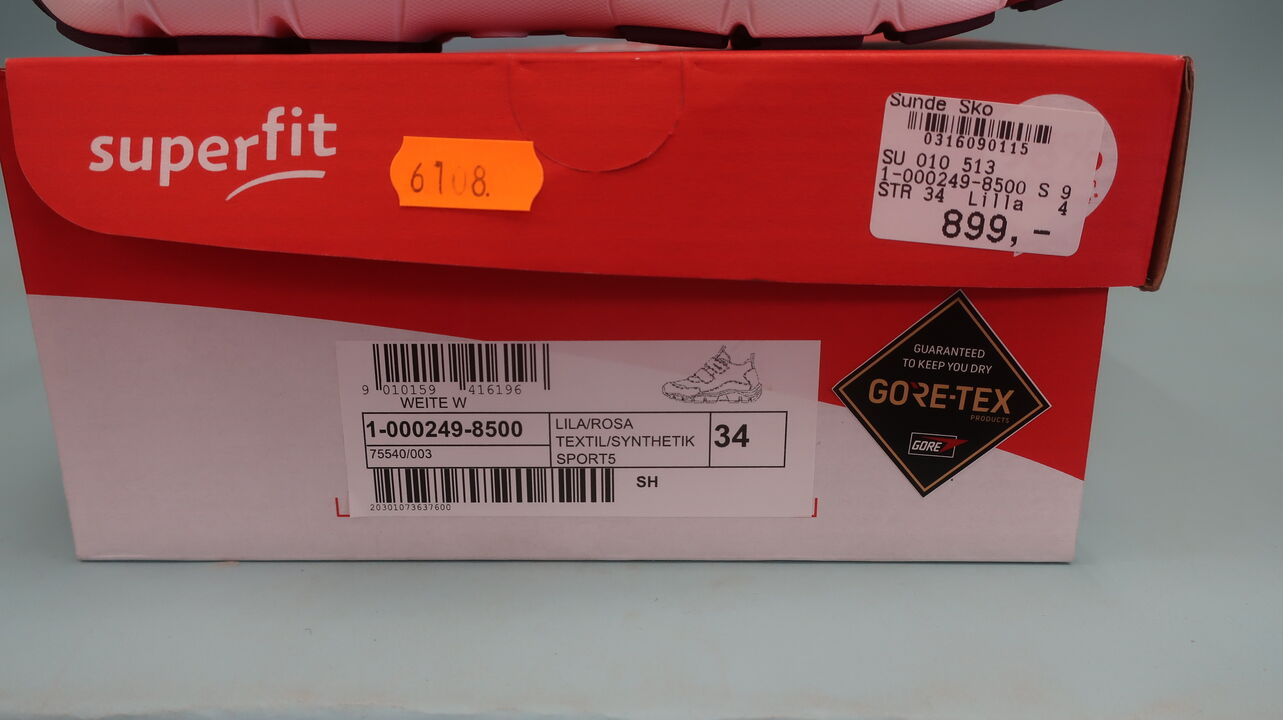 superfit
6108.
Sunde Sko
0316090115
SU 010 513
1-000249-8500 S 9
STR 34 Lilla 4
899,-
GUARANTEED
TO KEEP YOU DRY
GORE-TEX
PRODUCTS
GORE
9 010159 416196
WEITE W
1-000249-8500
75540/003
LILA/ROSA
TEXTIL/SYNTHETIK
SPORT5
34
SH
20301073637600